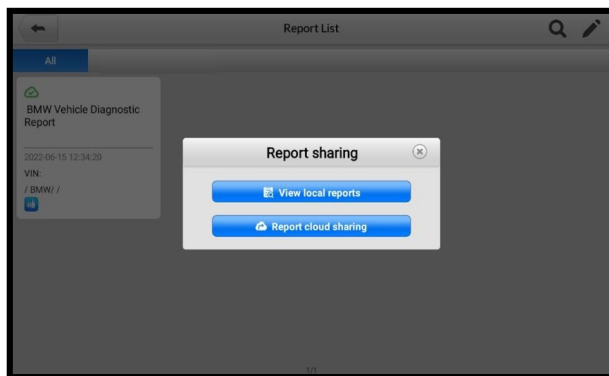 Report List
All
BMW Vehicle Diagnostic
Report
2022-06-15 12:34:20
VIN:
/ BMW/ /
Report sharing
View local reports
Report cloud sharing
1/1